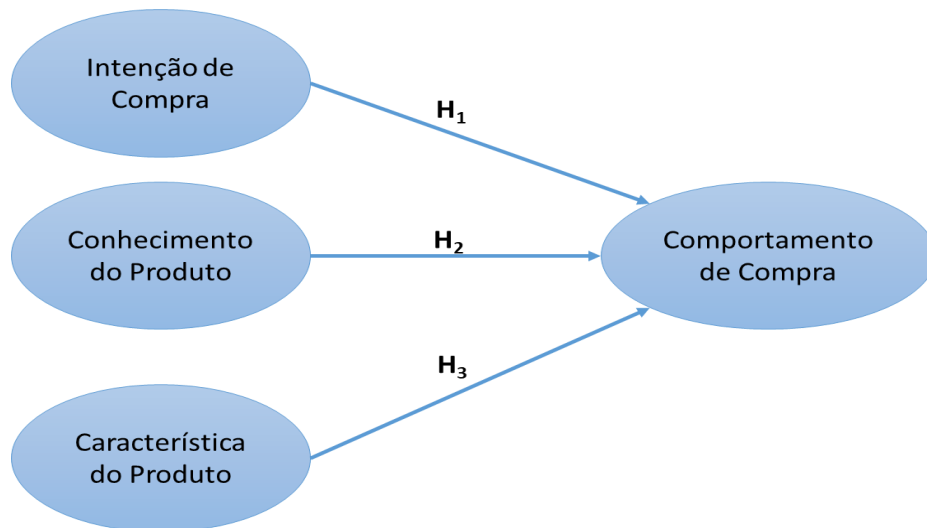 Intenção de
Compra
H₁
Conhecimento
do Produto
H₂
Comportamento
de Compra
H₃
Característica
do Produto